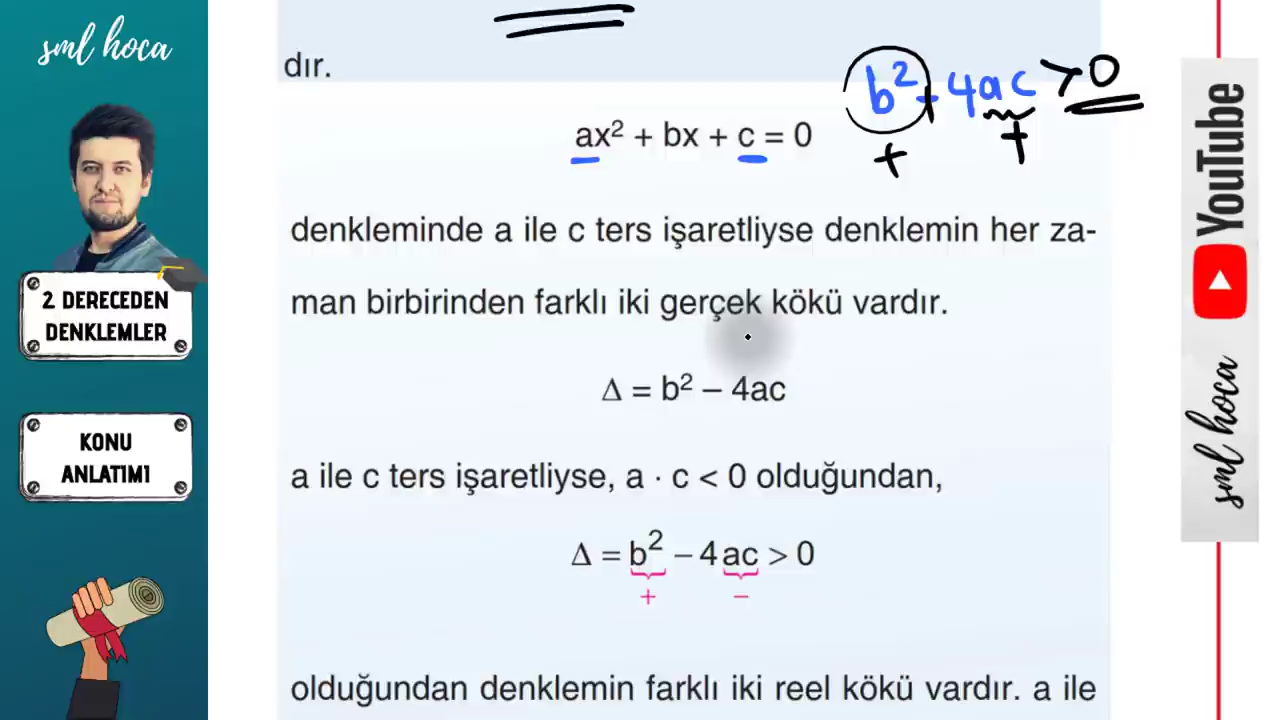 sml hoca
dır.
b² - 4ac > 0
+ +
ax² + bx + c = 0
denkleminde a ile c ters işaretliyse denklemin her za-
man birbirinden farklı iki gerçek kökü vardır.
Δ = b² – 4ac
a ile c ters işaretliyse, a · c < 0 olduğundan,
Δ = b² – 4ac > 0
+ –
olduğundan denklemin farklı iki reel kökü vardır. a ile
2 DERECEDEN
DENKLEMLER
KONU
ANLATIMI
YouTube
sml hoca